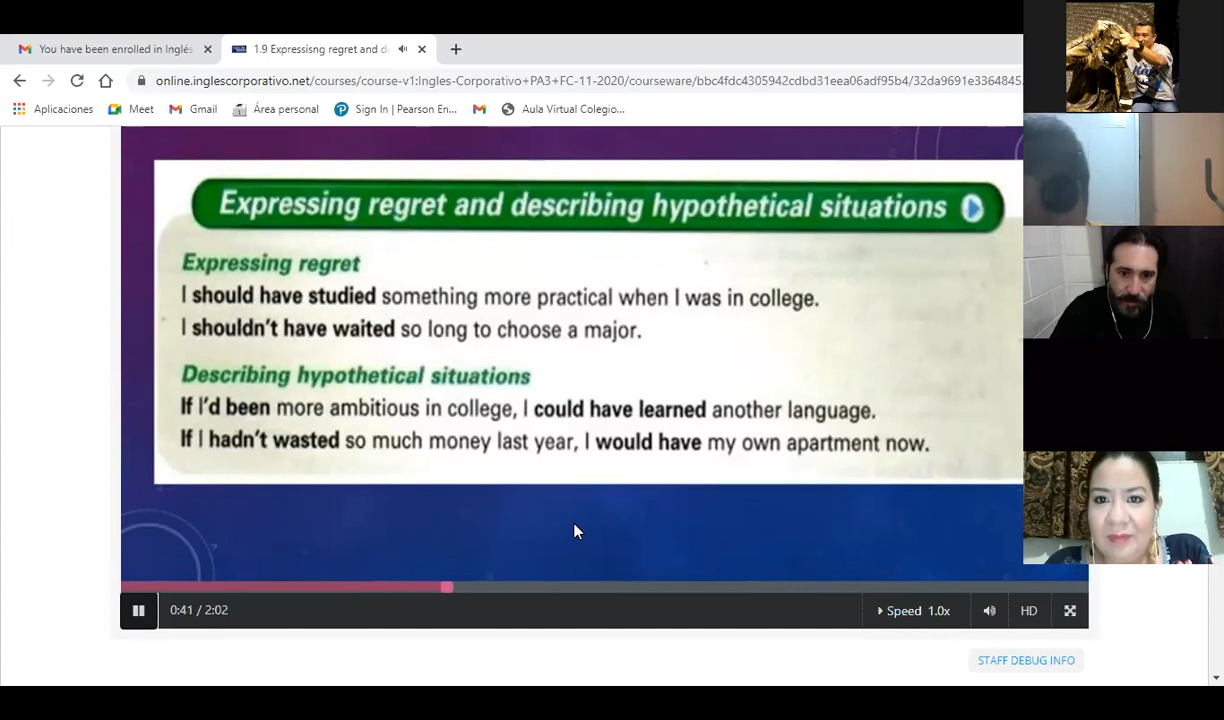 You have been enrolled in Inglés
1.9 Expressisng regret and d
online.inglescorporativo.net/courses/course-v1:Ingles-Corporativo+PA3+FC-11-2020/courseware/bbc4fdc4305942cdbd31eea06adf95b4/32da9691e3364845
Aplicaciones
Meet
Gmail
Área personal
Sign In | Pearson En...
Aula Virtual Colegio...
Expressing regret and describing hypothetical situations
Expressing regret
I should have studied something more practical when I was in college.
I shouldn't have waited so long to choose a major.
Describing hypothetical situations
If I'd been more ambitious in college, I could have learned another language.
If I hadn't wasted so much money last year, I would have my own apartment now.
0:41 / 2:02
Speed 1.0x
HD
STAFF DEBUG INFO